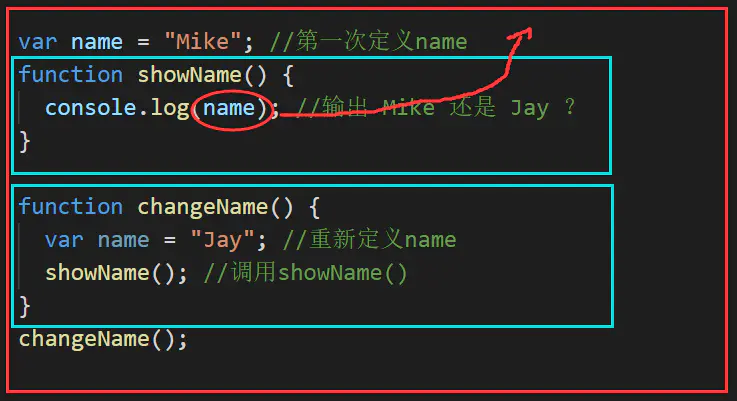 var name = "Mike"; //第一次定义name
function showName() {
console.log(name); //输出 Mike 还是 Jay ？
}
function changeName() {
var name = "Jay"; //重新定义name
showName(); //调用showName()
}
changeName();